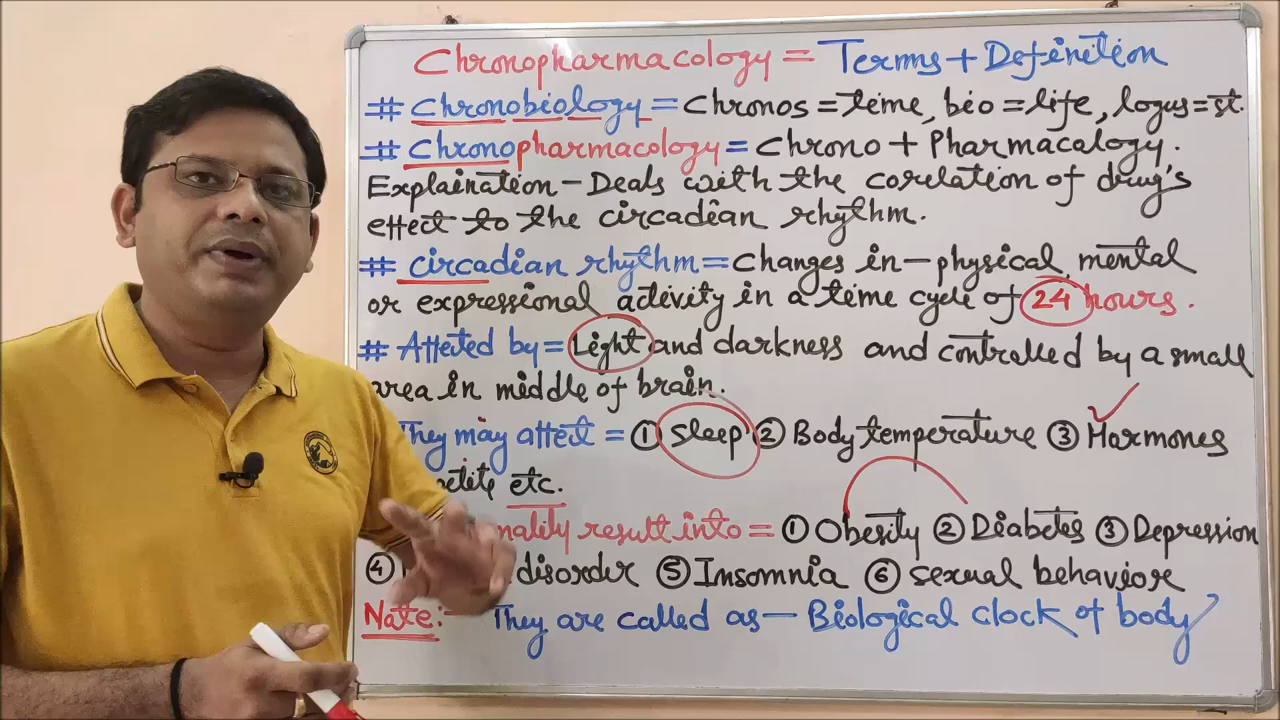 Chronopharmacology = Terms + Definition
# Chronobiology = Chronos = time, bio = life, logus = st.
# Chronopharmacology = Chrono + Pharmacalogy.
Explaination - Deals with the corelation of drug's
effect to the circadian rhythm.
# circadian rhythm = changes in - physical, mental
or expressional activity in a time cycle of 24 hours.
# Affected by = Light and darkness and controlled by a small
area in middle of brain.
They may affect = ① Sleep ② Body temperature ③ Harmones
etc.
result into = ① Obesity ② Diabetes ③ Depression
④ disorder ⑤ Insomnia ⑥ sexual behavior
Note:- They are called as - Biological clock of body